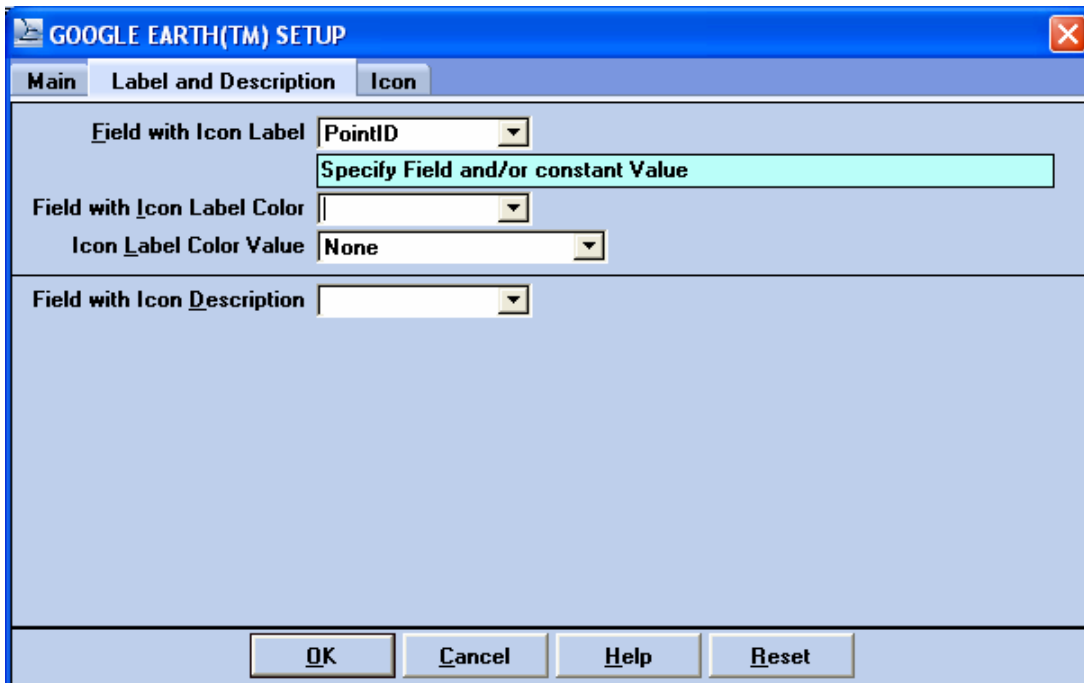 GOOGLE EARTH(TM) SETUP
Main Label and Description Icon
Field with Icon Label PointID
Specify Field and/or constant Value
Field with Icon Label Color
Icon Label Color Value None
Field with Icon Description
OK Cancel Help Reset